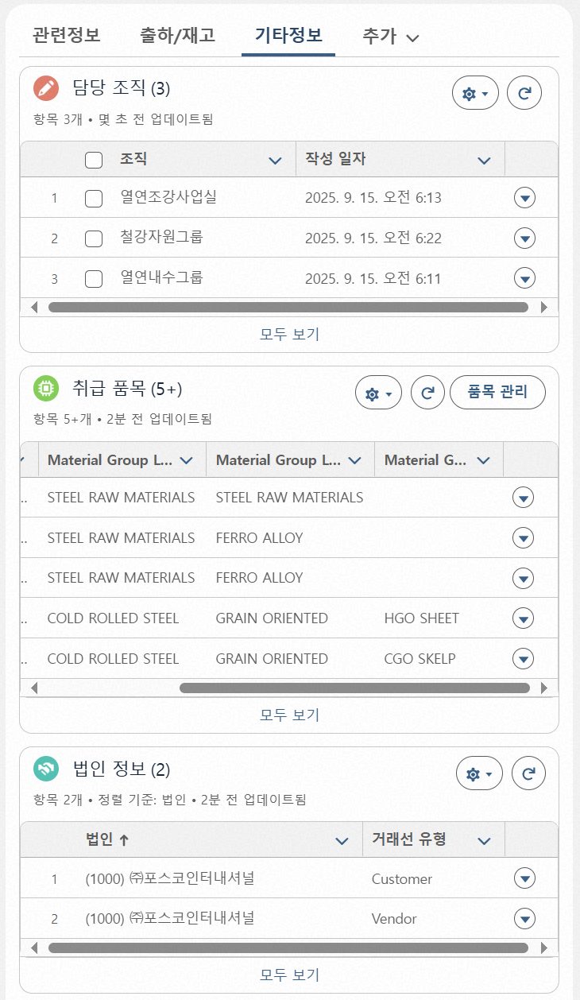 관련정보 출하/재고 기타정보 추가
담당 조직 (3)
항목 3개 • 몇 초 전 업데이트됨
조직 작성 일자
1 열연조강사업실 2025. 9. 15. 오전 6:13
2 철강자원그룹 2025. 9. 15. 오전 6:22
3 열연내수그룹 2025. 9. 15. 오전 6:11
모두 보기
취급 품목 (5+)
품목 관리
항목 5+개 • 2분 전 업데이트됨
Material Group L... Material Group L... Material G...
.. STEEL RAW MATERIALS STEEL RAW MATERIALS
.. STEEL RAW MATERIALS FERRO ALLOY
.. STEEL RAW MATERIALS FERRO ALLOY
.. COLD ROLLED STEEL GRAIN ORIENTED HGO SHEET
.. COLD ROLLED STEEL GRAIN ORIENTED CGO SKELP
모두 보기
법인 정보 (2)
항목 2개 • 정렬 기준: 법인 • 2분 전 업데이트됨
법인 ↑ 거래선 유형
1 (1000) ㈜포스코인터내셔널 Customer
2 (1000) ㈜포스코인터내셔널 Vendor
모두 보기